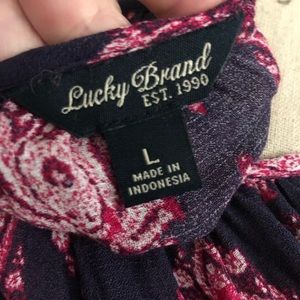 Lucky Brand
EST. 1990
L
MADE IN
INDONESIA